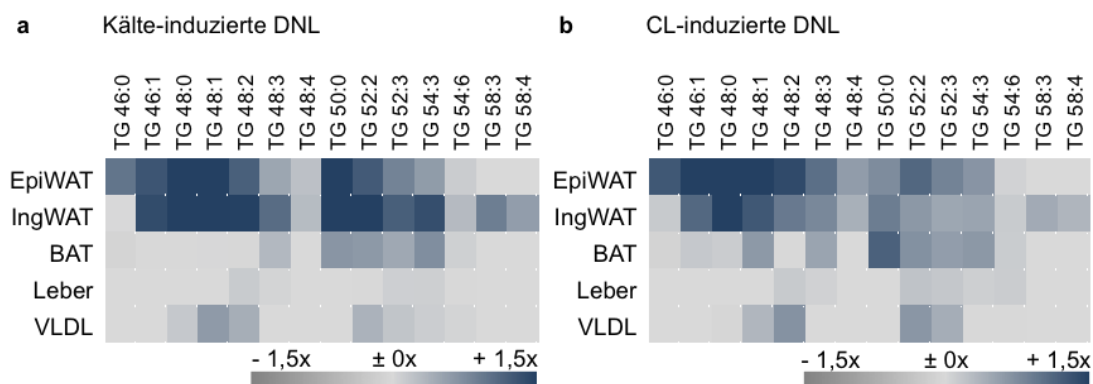 a Kälte-induzierte DNL
TG 46:0 TG 46:1 TG 48:0 TG 48:1 TG 48:2 TG 48:3 TG 48:4 TG 50:0 TG 52:2 TG 52:3 TG 54:3 TG 54:6 TG 58:3 TG 58:4
EpiWAT
IngWAT
BAT
Leber
VLDL
- 1,5x ± 0x + 1,5x
b CL-induzierte DNL
TG 46:0 TG 46:1 TG 48:0 TG 48:1 TG 48:2 TG 48:3 TG 48:4 TG 50:0 TG 52:2 TG 52:3 TG 54:3 TG 54:6 TG 58:3 TG 58:4
EpiWAT
IngWAT
BAT
Leber
VLDL
- 1,5x ± 0x + 1,5x